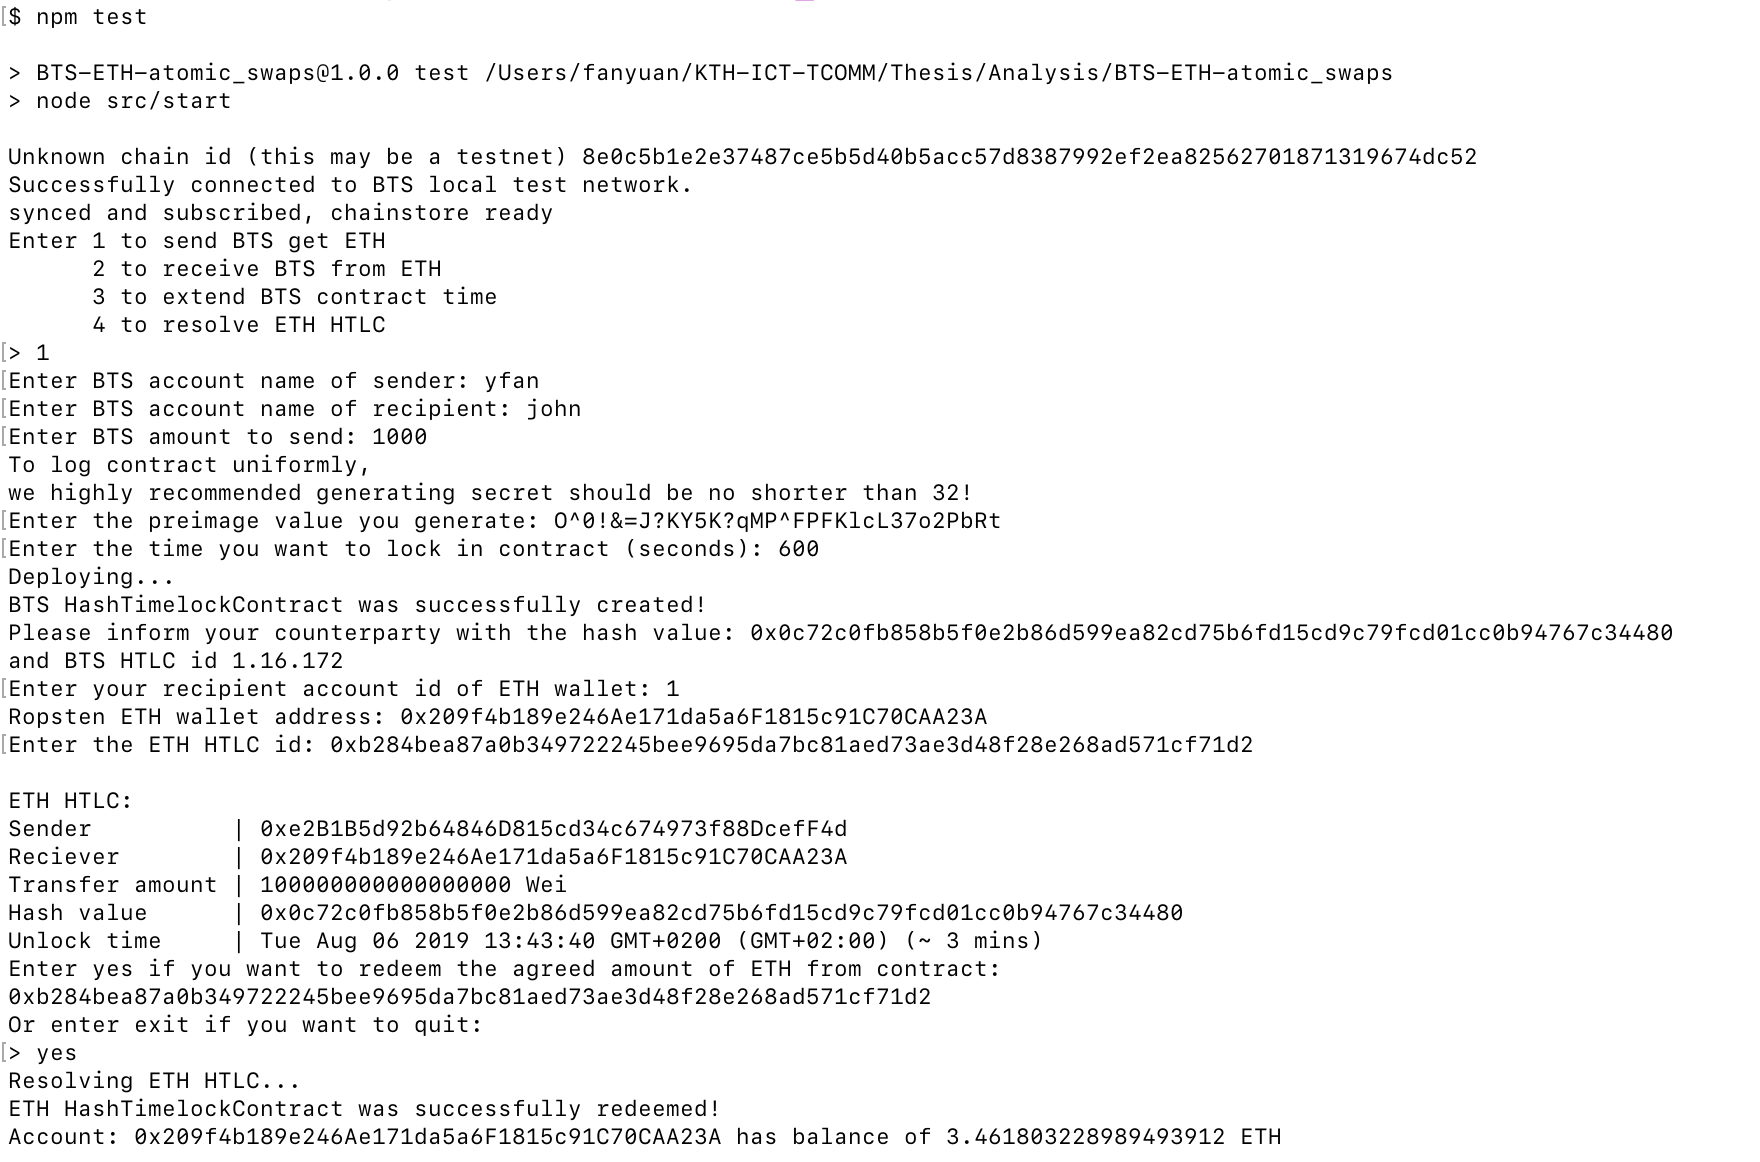 $ npm test
> BTS-ETH-atomic_swaps@1.0.0 test /Users/fanyuan/KTH-ICT-TCOMM/Thesis/Analysis/BTS-ETH-atomic_swaps
> node src/start
Unknown chain id (this may be a testnet) 8e0c5b1e2e37487ce5b5d40b5acc57d8387992ef2ea82562701871319674dc52
Successfully connected to BTS local test network.
synced and subscribed, chainstore ready
Enter 1 to send BTS get ETH
      2 to receive BTS from ETH
      3 to extend BTS contract time
      4 to resolve ETH HTLC
> 1
Enter BTS account name of sender: yfan
Enter BTS account name of recipient: john
Enter BTS amount to send: 1000
To log contract uniformly,
we highly recommended generating secret should be no shorter than 32!
Enter the preimage value you generate: O^0!&=J?KY5K?qMP^FPFKlcL37o2PbRt
Enter the time you want to lock in contract (seconds): 600
Deploying...
BTS HashTimelockContract was successfully created!
Please inform your counterparty with the hash value: 0x0c72c0fb858b5f0e2b86d599ea82cd75b6fd15cd9c79fcd01cc0b94767c34480
and BTS HTLC id 1.16.172
Enter your recipient account id of ETH wallet: 1
Ropsten ETH wallet address: 0x209f4b189e246Ae171da5a6F1815c91C70CAA23A
Enter the ETH HTLC id: 0xb284bea87a0b349722245bee9695da7bc81aed73ae3d48f28e268ad571cf71d2
ETH HTLC:
Sender          | 0xe2B1B5d92b64846D815cd34c674973f88DcefF4d
Reciever        | 0x209f4b189e246Ae171da5a6F1815c91C70CAA23A
Transfer amount | 100000000000000000 Wei
Hash value      | 0x0c72c0fb858b5f0e2b86d599ea82cd75b6fd15cd9c79fcd01cc0b94767c34480
Unlock time     | Tue Aug 06 2019 13:43:40 GMT+0200 (GMT+02:00) (~ 3 mins)
Enter yes if you want to redeem the agreed amount of ETH from contract:
0xb284bea87a0b349722245bee9695da7bc81aed73ae3d48f28e268ad571cf71d2
Or enter exit if you want to quit:
> yes
Resolving ETH HTLC...
ETH HashTimelockContract was successfully redeemed!
Account: 0x209f4b189e246Ae171da5a6F1815c91C70CAA23A has balance of 3.461803228989493912 ETH